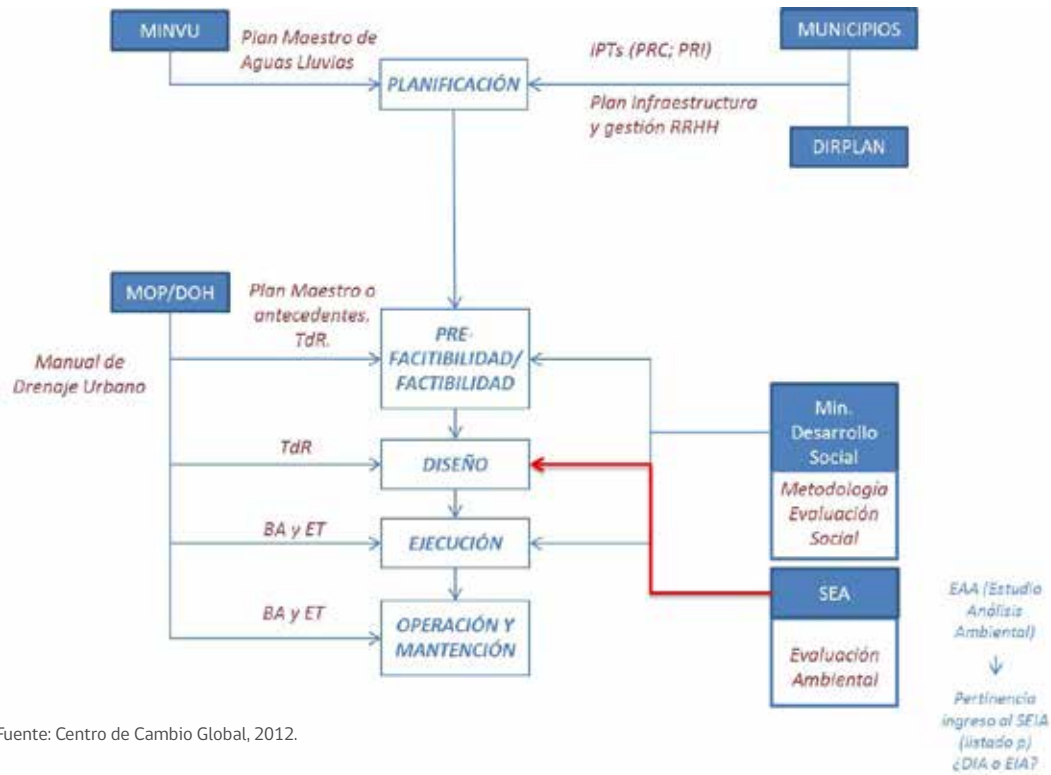 MINVU
Plan Maestro de
Aguas Lluvias
PLANIFICACIÓN
MUNICIPIOS
IPTs (PRC; PRI)
Plan Infraestructura
y gestión RRHH
DIRPLAN
MOP/DOH
Plan Maestro o
antecedentes,
TdR.
Manual de
Drenaje Urbano
PRE-
FACITIBILIDAD/
FACTIBILIDAD
TdR
DISEÑO
BA y ET
EJECUCIÓN
BA y ET
OPERACIÓN Y
MANTENCIÓN
Min.
Desarrollo
Social
Metodología
Evaluación
Social
SEA
Evaluación
Ambiental
EAA (Estudio
Análisis
Ambiental)
Pertinencia
ingreso al SEIA
(listado p)
¿DIA o EIA?
Fuente: Centro de Cambio Global, 2012.